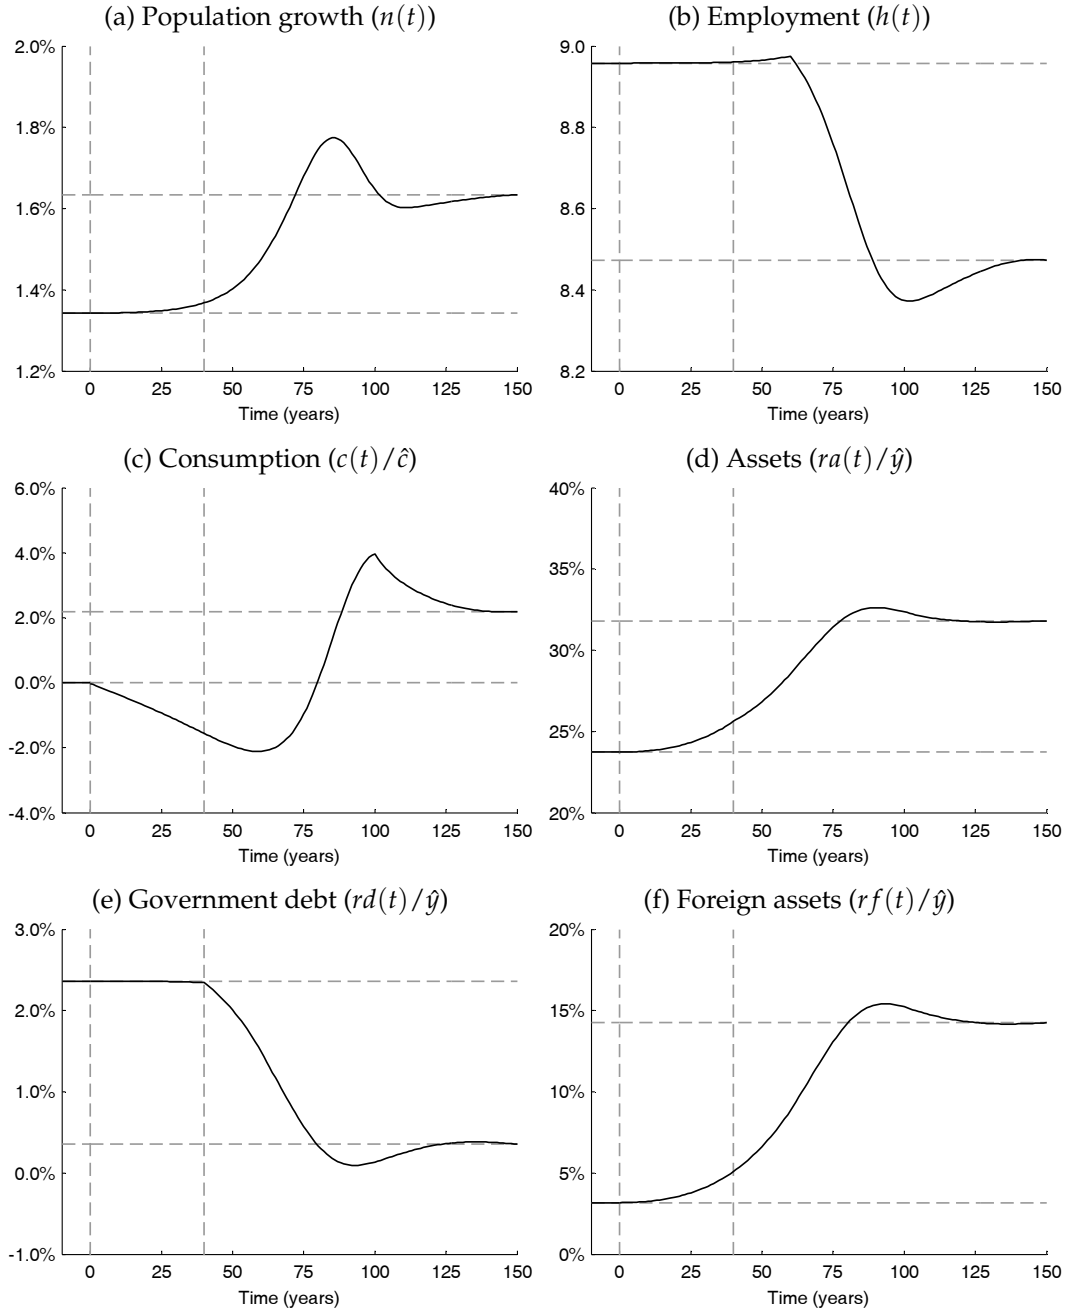 (a) Population growth (n(t))
2.0%
1.8%
1.6%
1.4%
1.2%
0 25 50 75 100 125 150
Time (years)
(b) Employment (h(t))
9.0
8.8
8.6
8.4
8.2
0 25 50 75 100 125 150
Time (years)
(c) Consumption (c(t)/ĉ)
6.0%
4.0%
2.0%
0.0%
-2.0%
-4.0%
0 25 50 75 100 125 150
Time (years)
(d) Assets (ra(t)/ŷ)
40%
35%
30%
25%
20%
0 25 50 75 100 125 150
Time (years)
(e) Government debt (rd(t)/ŷ)
3.0%
2.0%
1.0%
0.0%
-1.0%
0 25 50 75 100 125 150
Time (years)
(f) Foreign assets (rf(t)/ŷ)
20%
15%
10%
5%
0%
0 25 50 75 100 125 150
Time (years)